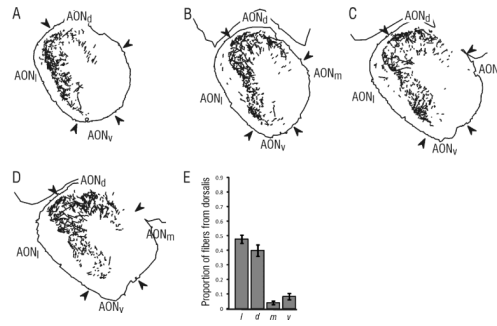 A
AONd
AONl
AONv
B
AONd
AONm
AONl
AONv
C
AONd
AON
AONl
AONv
D
AONd
AONm
AONl
AONv
E
Proportion of fibers from dorsalis
0.9
0.8
0.7
0.6
0.5
0.4
0.3
0.2
0.1
0
l d m v